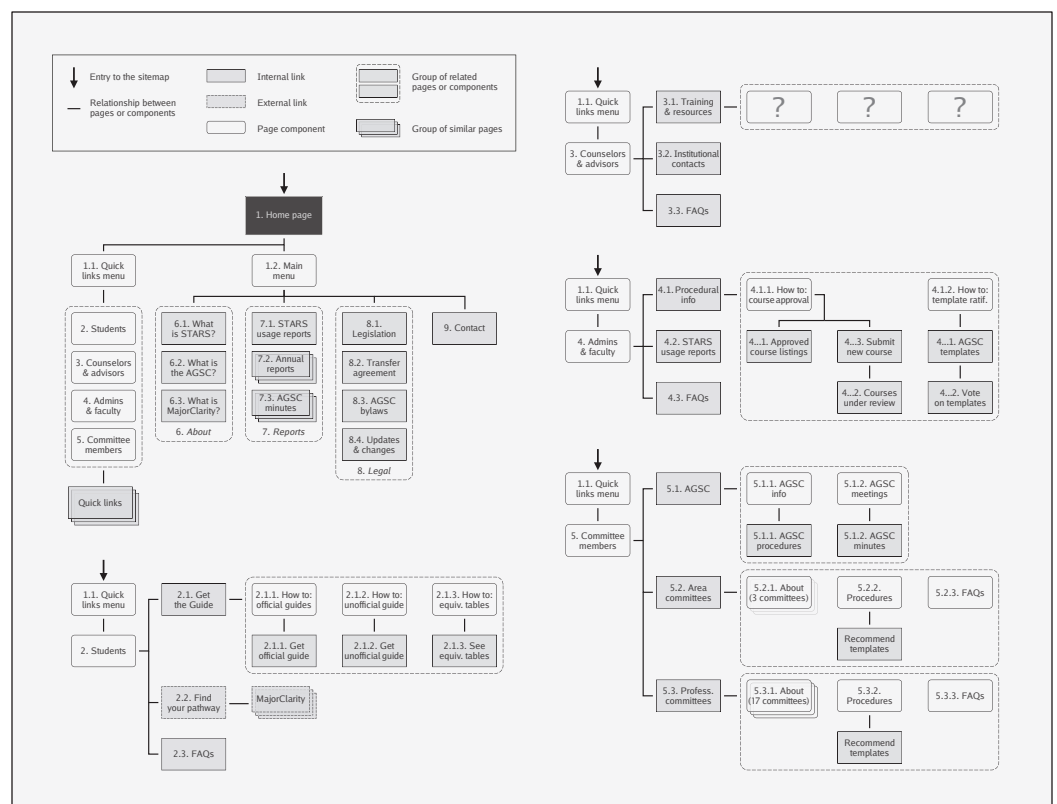 Entry to the sitemap
Relationship between
pages or components
Internal link
External link
Page component
Group of related
pages or components
Group of similar pages
1. Home page
1.1. Quick
links menu
1.2. Main
menu
2. Students
3. Counselors
& advisors
4. Admins
& faculty
5. Committee
members
Quick links
6.1. What
is STARS?
6.2. What is
the AGSC?
6.3. What is
MajorClarity?
6. About
7.1. STARS
usage reports
7.2. Annual
reports
7.3. AGSC
minutes
7. Reports
8.1.
Legislation
8.2. Transfer
agreement
8.3. AGSC
bylaws
8.4. Updates
& changes
8. Legal
9. Contact
1.1. Quick
links menu
2. Students
2.1. Get
the Guide
2.1.1. How to:
official guides
2.1.2. How to:
unofficial guide
2.1.3. How to:
equiv. tables
2.1.1. Get
official guide
2.1.2. Get
unofficial guide
2.1.3. See
equiv. tables
2.2. Find
your pathway
MajorClarity
2.3. FAQs
1.1. Quick
links menu
3. Counselors
& advisors
3.1. Training
& resources
?
?
?
3.2. Institutional
contacts
3.3. FAQs
1.1. Quick
links menu
4. Admins
& faculty
4.1. Procedural
info
4.1.1. How to:
course approval
4.1.2. How to:
template ratif.
4.2. STARS
usage reports
4...1. Approved
course listings
4...3. Submit
new course
4...1. AGSC
templates
4.3. FAQs
4...2. Courses
under review
4...2. Vote
on templates
1.1. Quick
links menu
5. Committee
members
5.1. AGSC
5.1.1. AGSC
info
5.1.2. AGSC
meetings
5.1.1. AGSC
procedures
5.1.2. AGSC
minutes
5.2. Area
committees
5.2.1. About
(3 committees)
5.2.2.
Procedures
5.2.3. FAQs
Recommend
templates
5.3. Profess.
committees
5.3.1. About
(17 committees)
5.3.2.
Procedures
5.3.3. FAQs
Recommend
templates